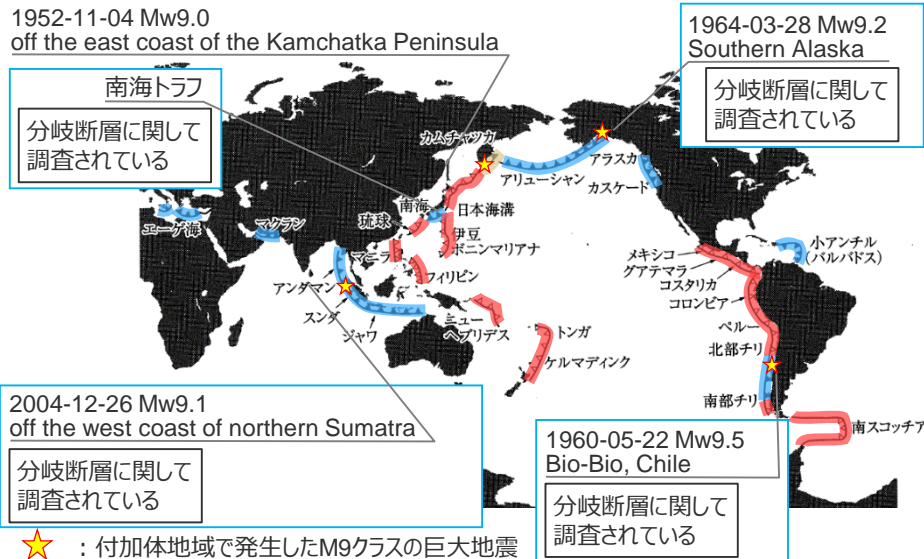 1952-11-04 Mw9.0
off the east coast of the Kamchatka Peninsula
1964-03-28 Mw9.2
Southern Alaska
分岐断層に関して
調査されている
南海トラフ
分岐断層に関して
調査されている
カムチャツカ
アリューシャン
アラスカ
カスケード
南海
日本海溝
琉球
伊豆
ボニンマリアナ
エーゲ海
マクラン
マニラ
フィリピン
アンダマン
スンダ
ジャワ
ニュー
ヘブリデス
トンガ
ケルマディック
メキシコ
グアテマラ
コスタリカ
コロンビア
小アンチル
(バルバドス)
ペルー
北部チリ
南部チリ
南スコッチア
2004-12-26 Mw9.1
off the west coast of northern Sumatra
分岐断層に関して
調査されている
1960-05-22 Mw9.5
Bio-Bio, Chile
分岐断層に関して
調査されている
：付加体地域で発生したM9クラスの巨大地震